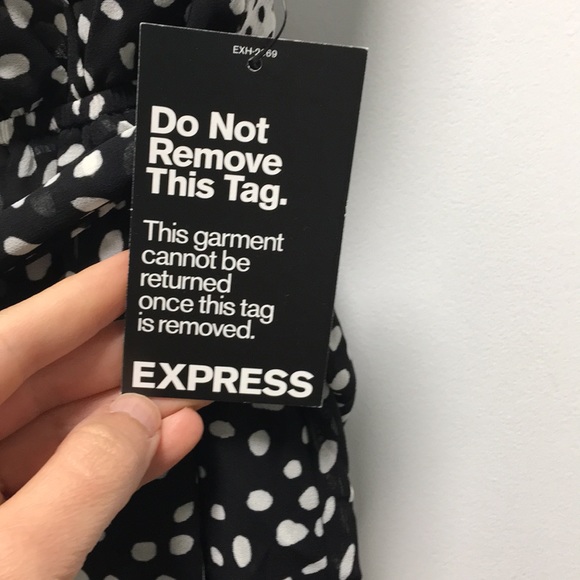 Do Not
Remove
This Tag.
This garment
cannot be
returned
once this tag
is removed.
EXPRESS